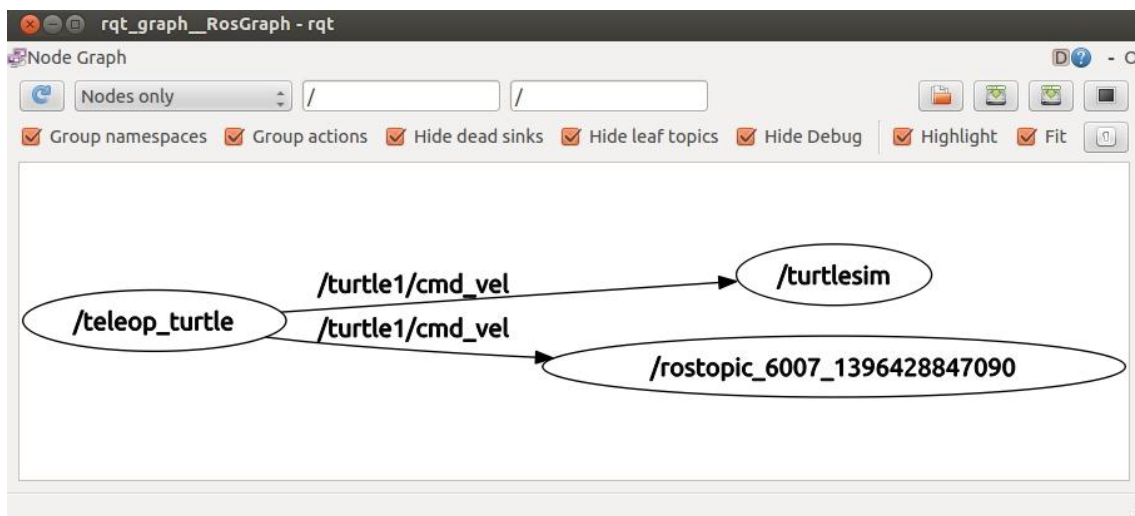 rqt_graph__RosGraph - rqt
Node Graph
D ? - O
Nodes only / /
Group namespaces Group actions Hide dead sinks Hide leaf topics Hide Debug Highlight Fit
/turtle1/cmd_vel
/turtlesim
/teleop_turtle
/turtle1/cmd_vel
/rostopic_6007_1396428847090